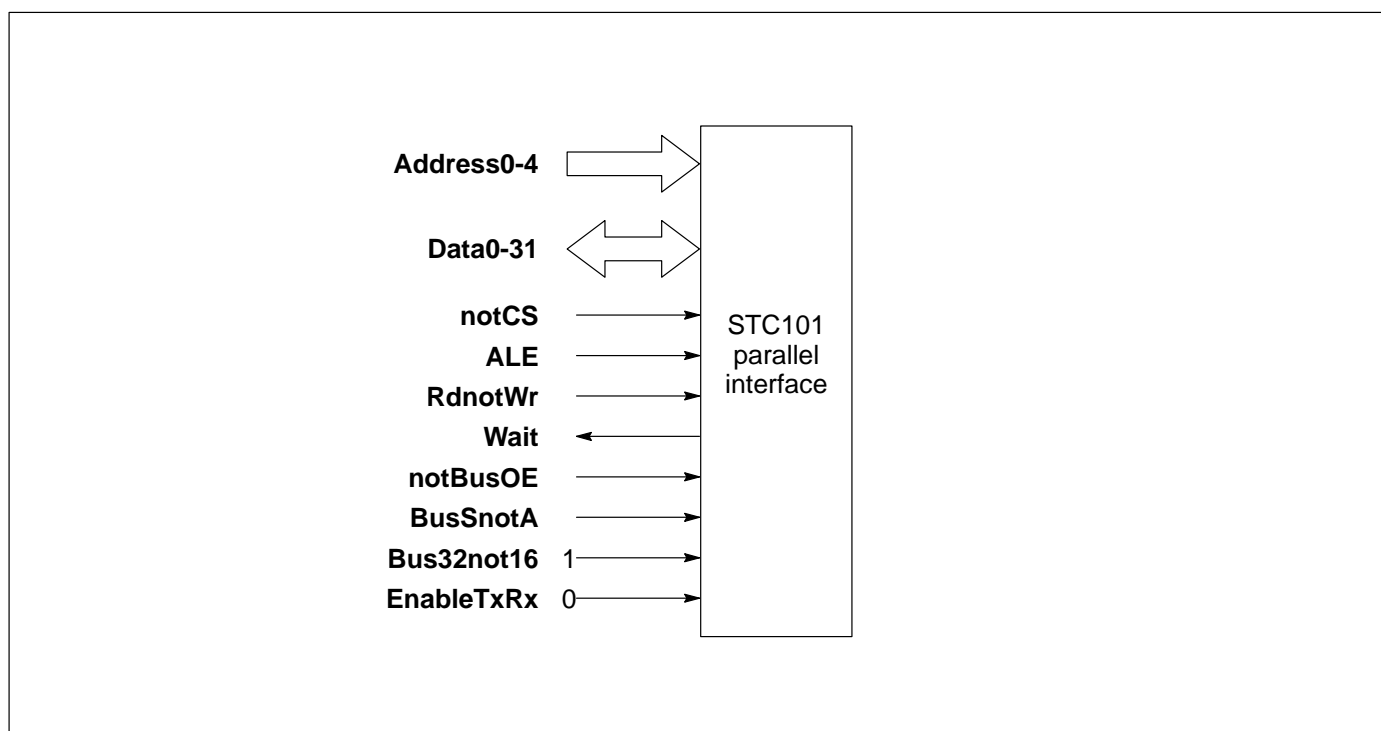 Address0-4
Data0-31
notCS
ALE
RdnotWr
Wait
notBusOE
BusSnotA
Bus32not16 1
EnableTxRx 0
STC101
parallel
interface